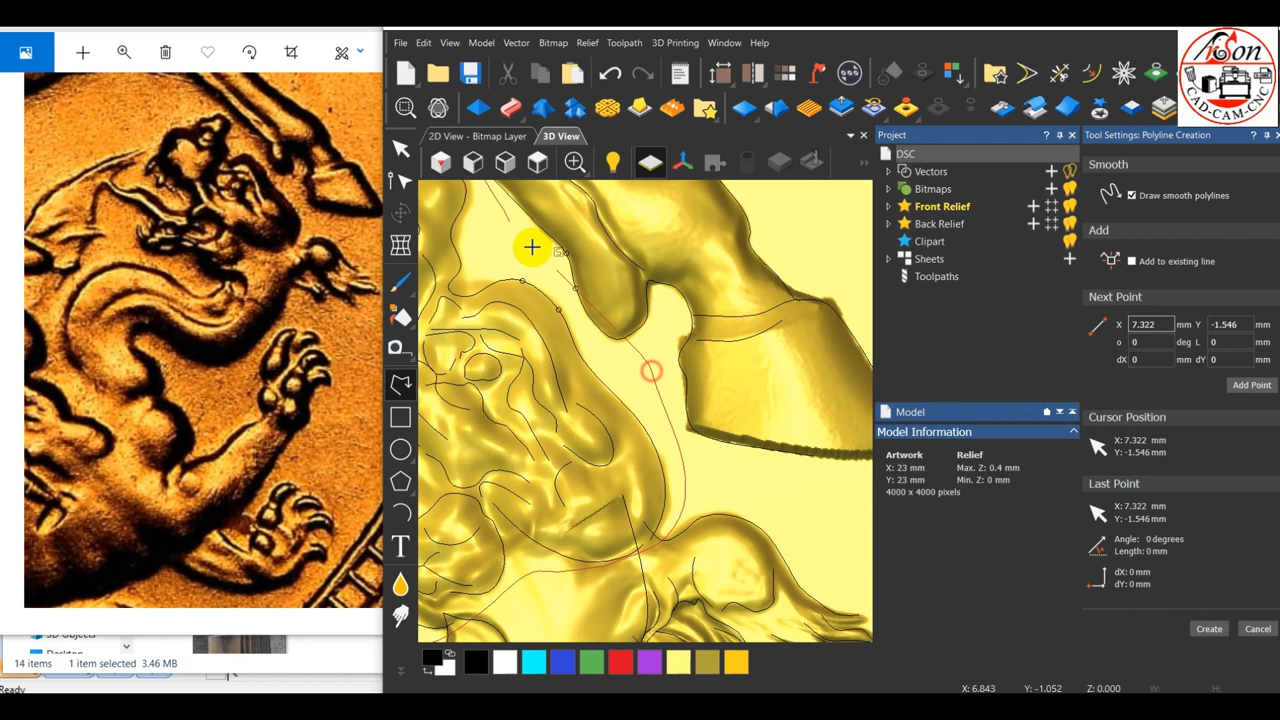 File Edit View Model Vector Bitmap Relief Toolpath 3D Printing Window Help
ViSon
CAD-CAM-CNC
2D View - Bitmap Layer
3D View
Project
Tool Settings: Polyline Creation
DSC
Vectors
Bitmaps
Front Relief
Back Relief
Clipart
Sheets
Toolpaths
Smooth
Draw smooth polylines
Add
Add to existing line
Next Point
X 7.322 mm Y -1.546 mm
o 0 deg L 0 mm
dX 0 mm dY 0 mm
Add Point
Model
Model Information
Artwork Relief
X: 23 mm Max. Z: 0.4 mm
Y: 23 mm Min. Z: 0 mm
4000 x 4000 pixels
Cursor Position
X: 7.322 mm
Y: -1.546 mm
Last Point
X: 7.322 mm
Y: -1.546 mm
Angle: 0 degrees
Length: 0 mm
dX: 0 mm
dY: 0 mm
Create Cancel
3D Objects
Desktop
14 items 1 item selected 3.46 MB
Ready
X: 6.843 Y: -1.052 Z: 0.000 W: H: